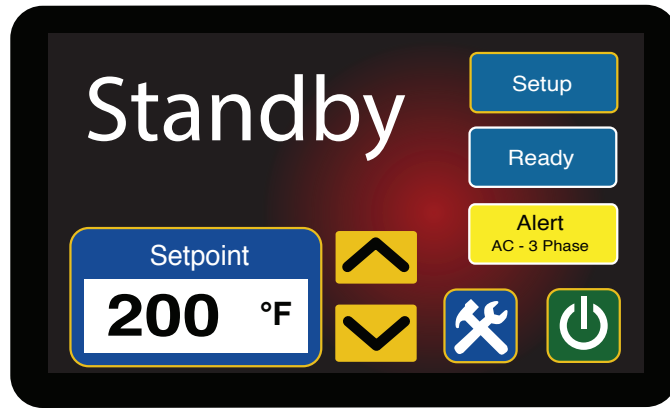 Standby
Setup
Ready
Alert
AC - 3 Phase
Setpoint
200 °F